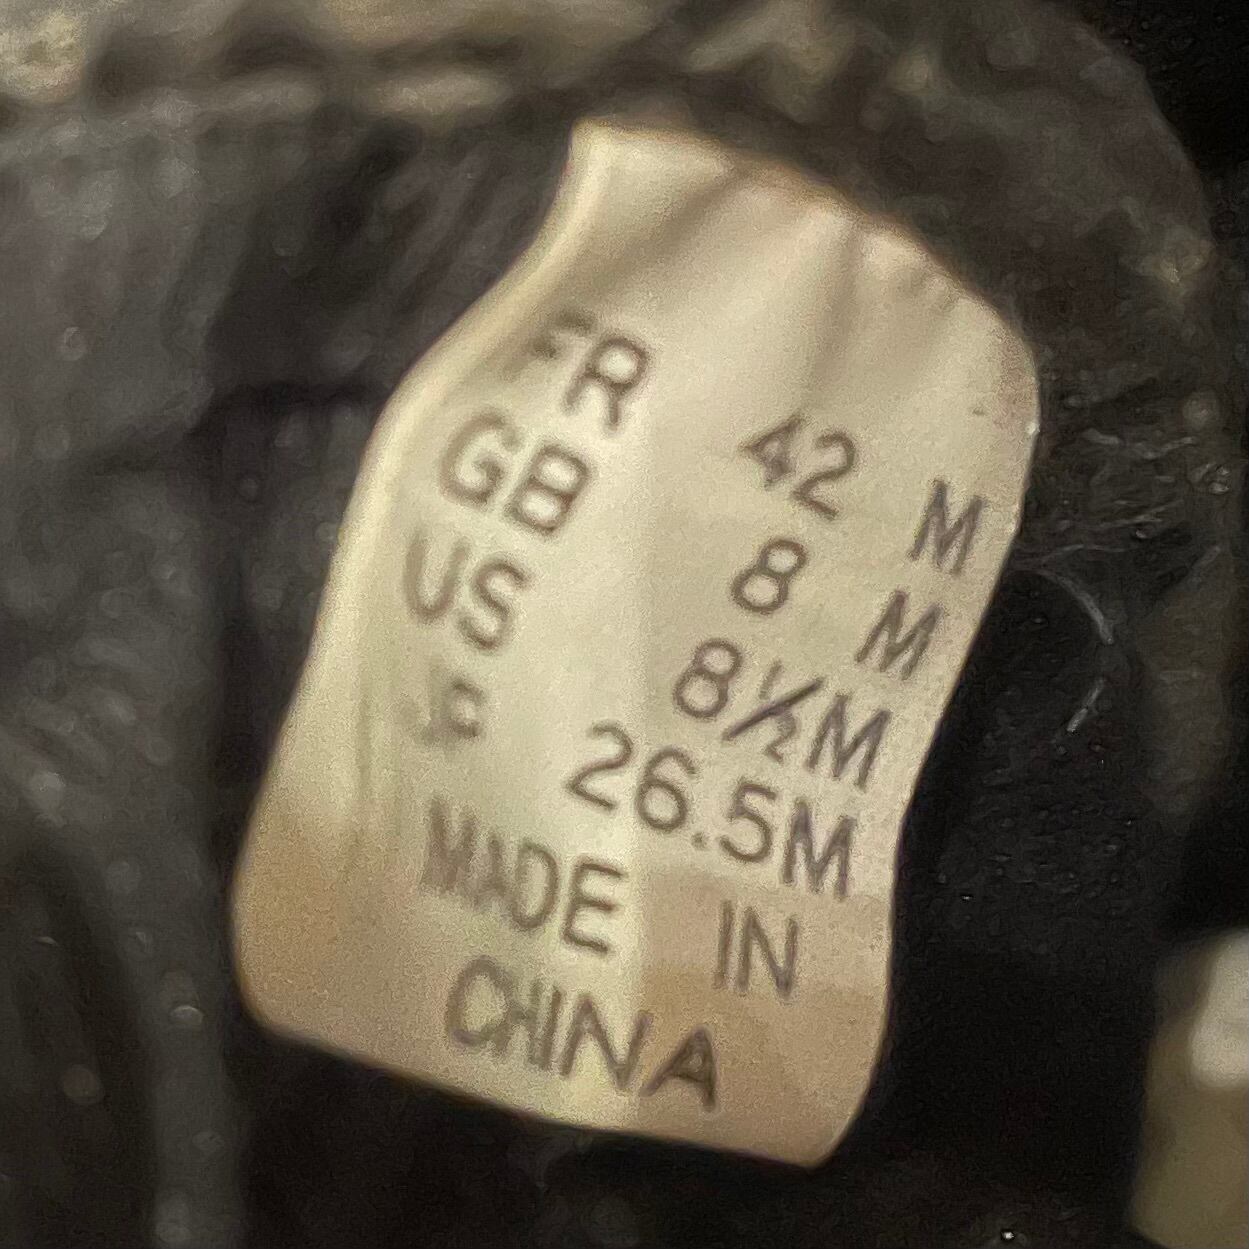 FR 42 M
GB 8 M
US 8½M
26.5M
MADE IN
CHINA